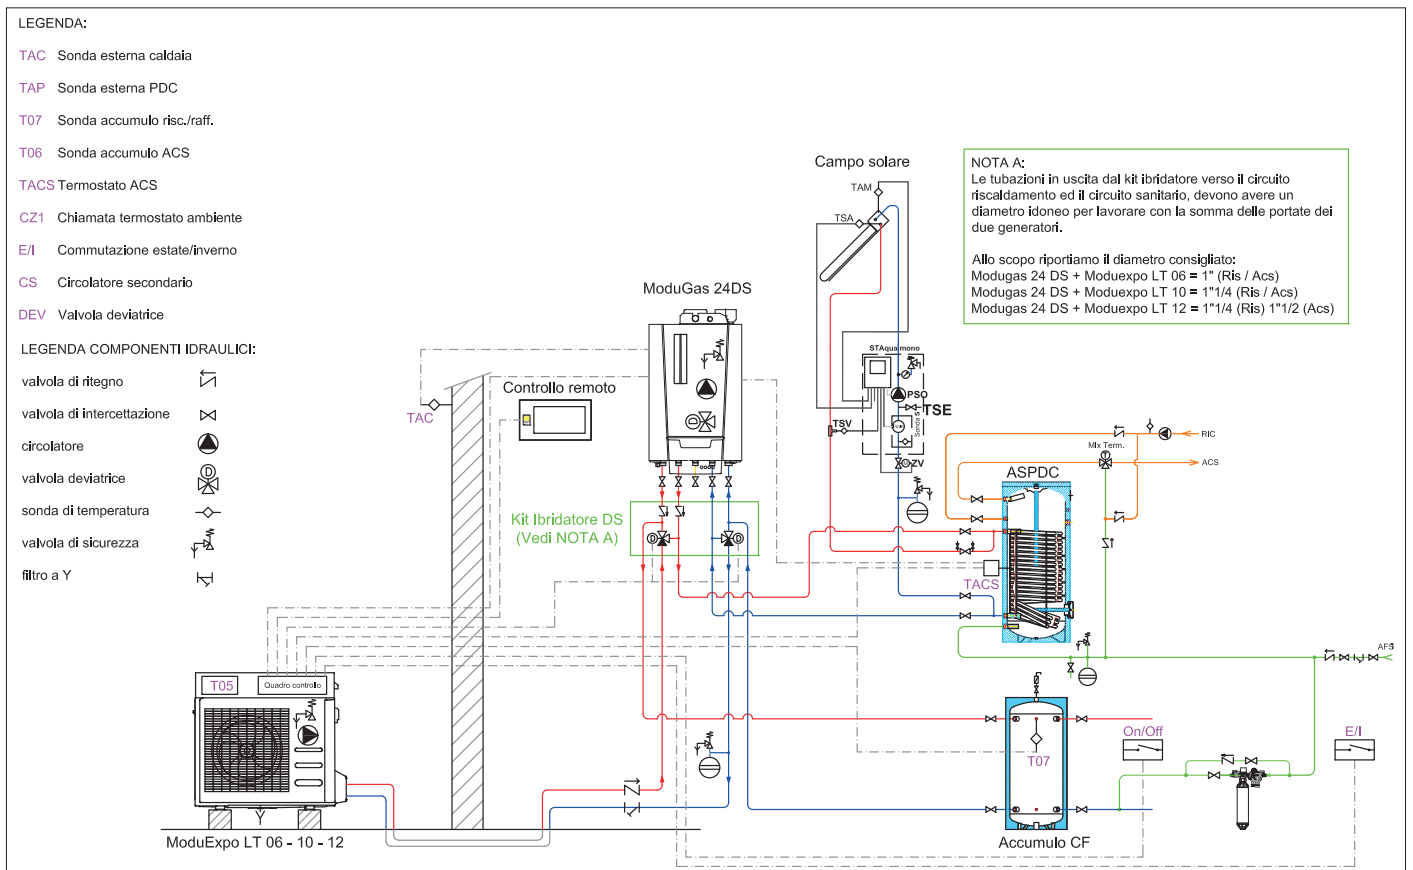 LEGENDA:
TAC Sonda esterna caldaia
TAP Sonda esterna PDC
T07 Sonda accumulo risc./raff.
T06 Sonda accumulo ACS
TACS Termostato ACS
CZ1 Chiamata termostato ambiente
E/I Commutazione estate/inverno
CS Circolatore secondario
DEV Valvola deviatrice
LEGENDA COMPONENTI IDRAULICI:
valvola di ritegno
valvola di intercettazione
circolatore
valvola deviatrice
D
sonda di temperatura
valvola di sicurezza
filtro a Y
TAC
Controllo remoto
ModuGas 24DS
D
Kit Ibridatore DS
(Vedi NOTA A)
D
D
Campo solare
TAM
TSA
STAqua mono
PSO
TSE
Sonda S
TSV
ZV
NOTA A:
Le tubazioni in uscita dal kit ibridatore verso il circuito
riscaldamento ed il circuito sanitario, devono avere un
diametro idoneo per lavorare con la somma delle portate dei
due generatori.
Allo scopo riportiamo il diametro consigliato:
Modugas 24 DS + Moduexpo LT 06 = 1" (Ris / Acs)
Modugas 24 DS + Moduexpo LT 10 = 1"1/4 (Ris / Acs)
Modugas 24 DS + Moduexpo LT 12 = 1"1/4 (Ris) 1"1/2 (Acs)
RIC
MIx Term.
T
ACS
ASPDC
TACS
AFS
T05
Quadro controllo
ModuExpo LT 06 - 10 - 12
T07
Accumulo CF
On/Off
E/I